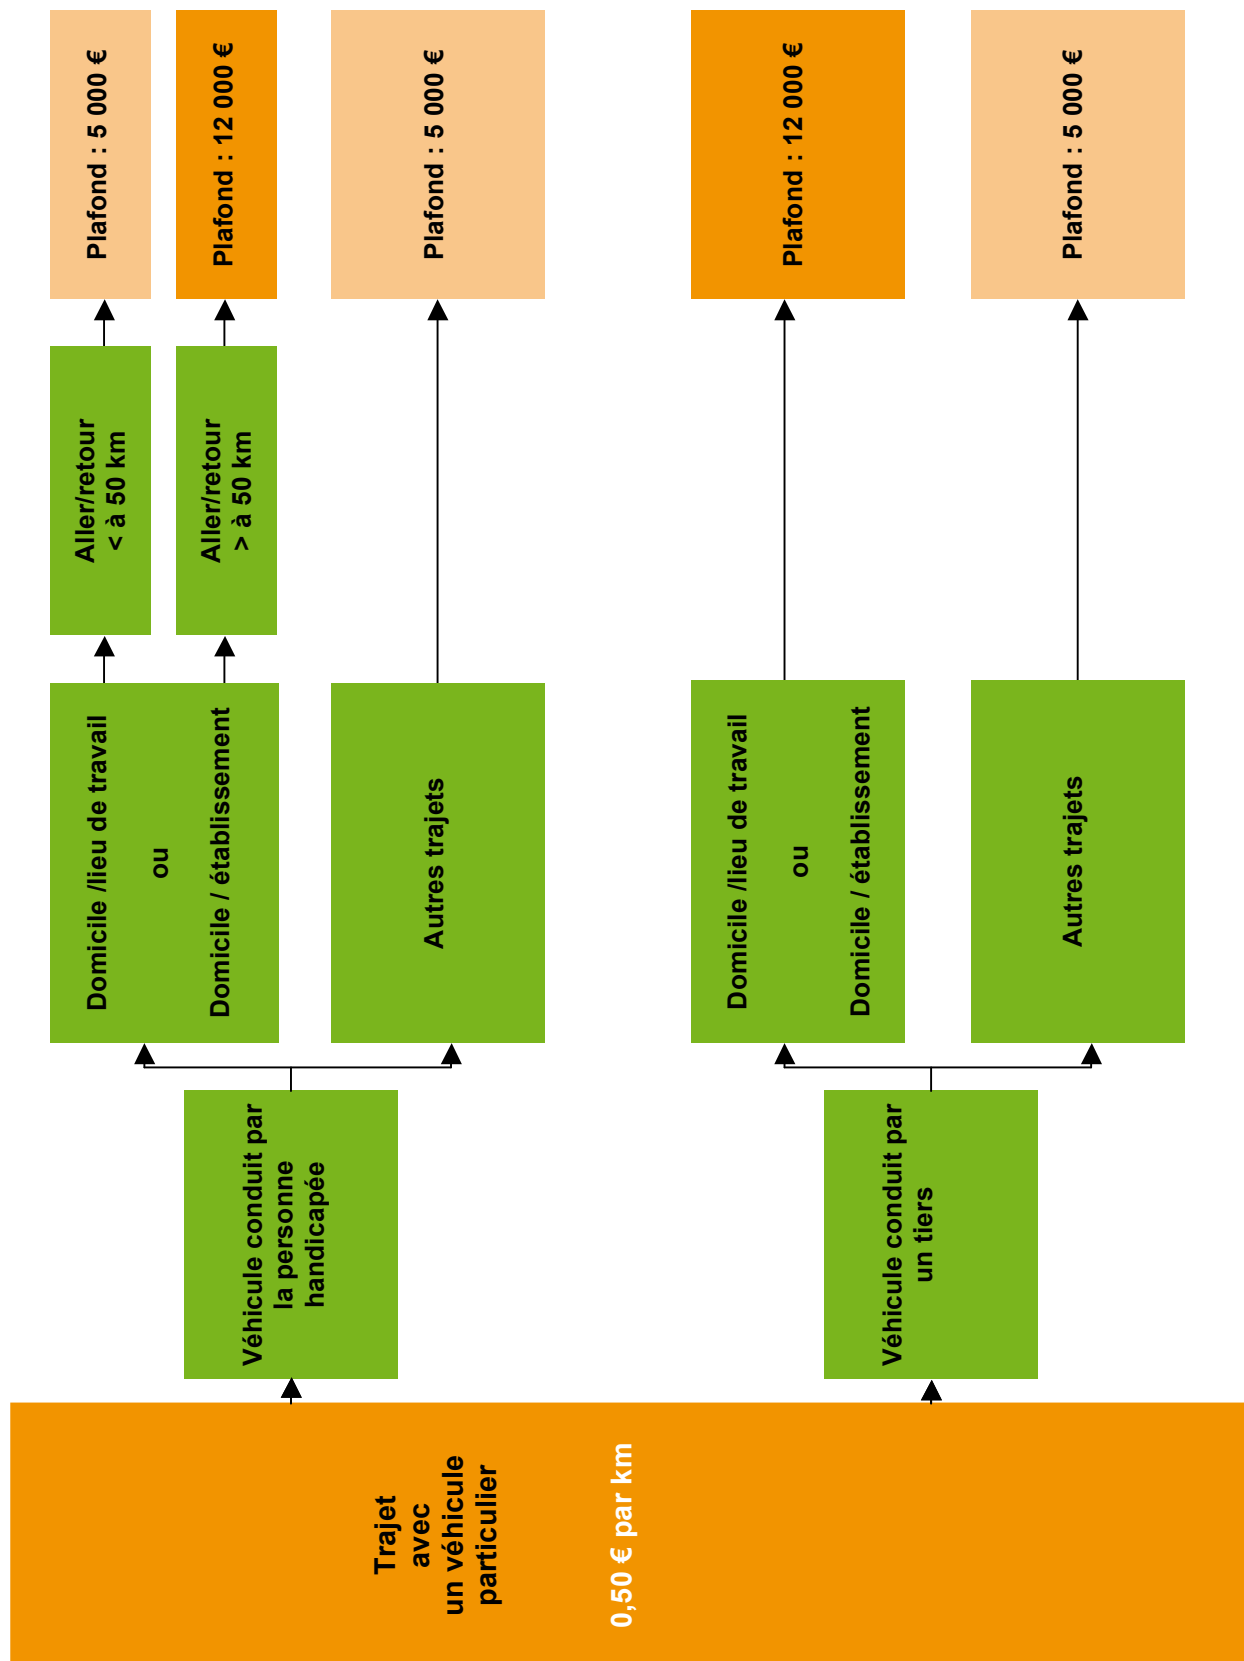 Trajet
avec
un véhicule
particulier
0,50 € par km
Véhicule conduit par
la personne
handicapée
Domicile /lieu de travail
ou
Domicile / établissement
Aller/retour
< à 50 km
Plafond : 5 000 €
Aller/retour
> à 50 km
Plafond : 12 000 €
Autres trajets
Plafond : 5 000 €
Véhicule conduit par
un tiers
Domicile /lieu de travail
ou
Domicile / établissement
Plafond : 12 000 €
Autres trajets
Plafond : 5 000 €